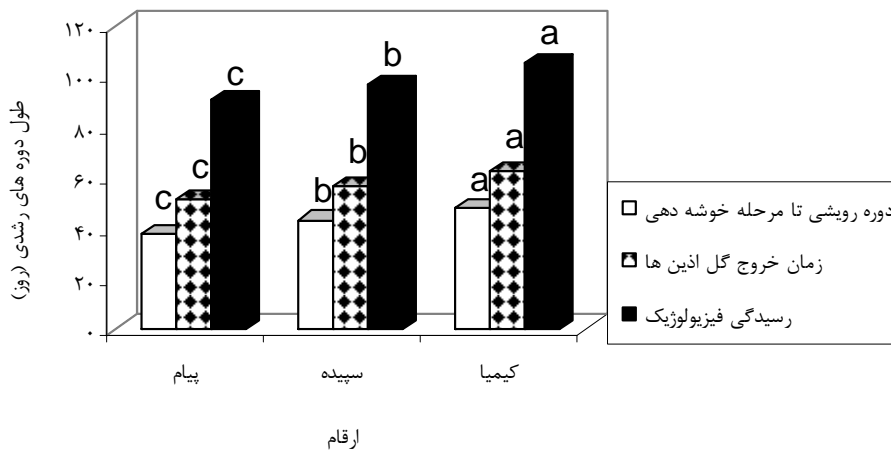 طول دوره های رشدی (روز)
۱۲۰
۱۰۰
۸۰
۶۰
۴۰
۲۰
۰
c c c
b b b
a a a
پیام
سپیده
کیمیا
ارقام
دوره رویشی تا مرحله خوشه دهی
زمان خروج گل اذین ها
رسیدگی فیزیولوژیک